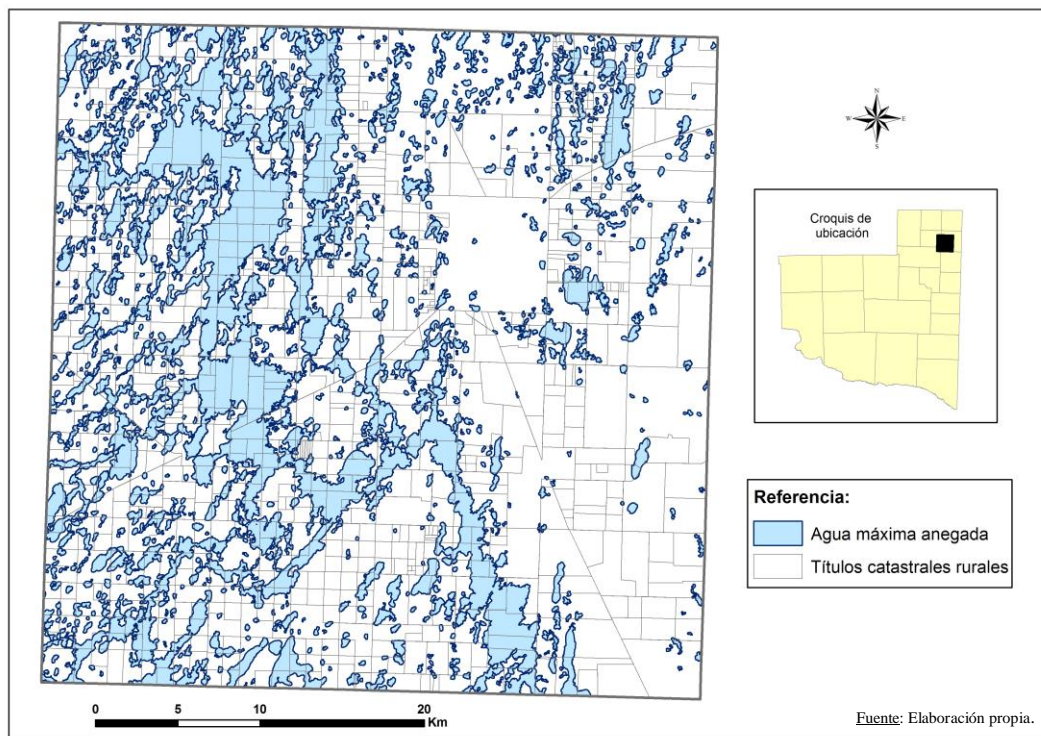 N
W E
S
Croquis de
ubicación
Referencia:
Agua máxima anegada
Títulos catastrales rurales
0 5 10 20
Km
Fuente: Elaboración propia.